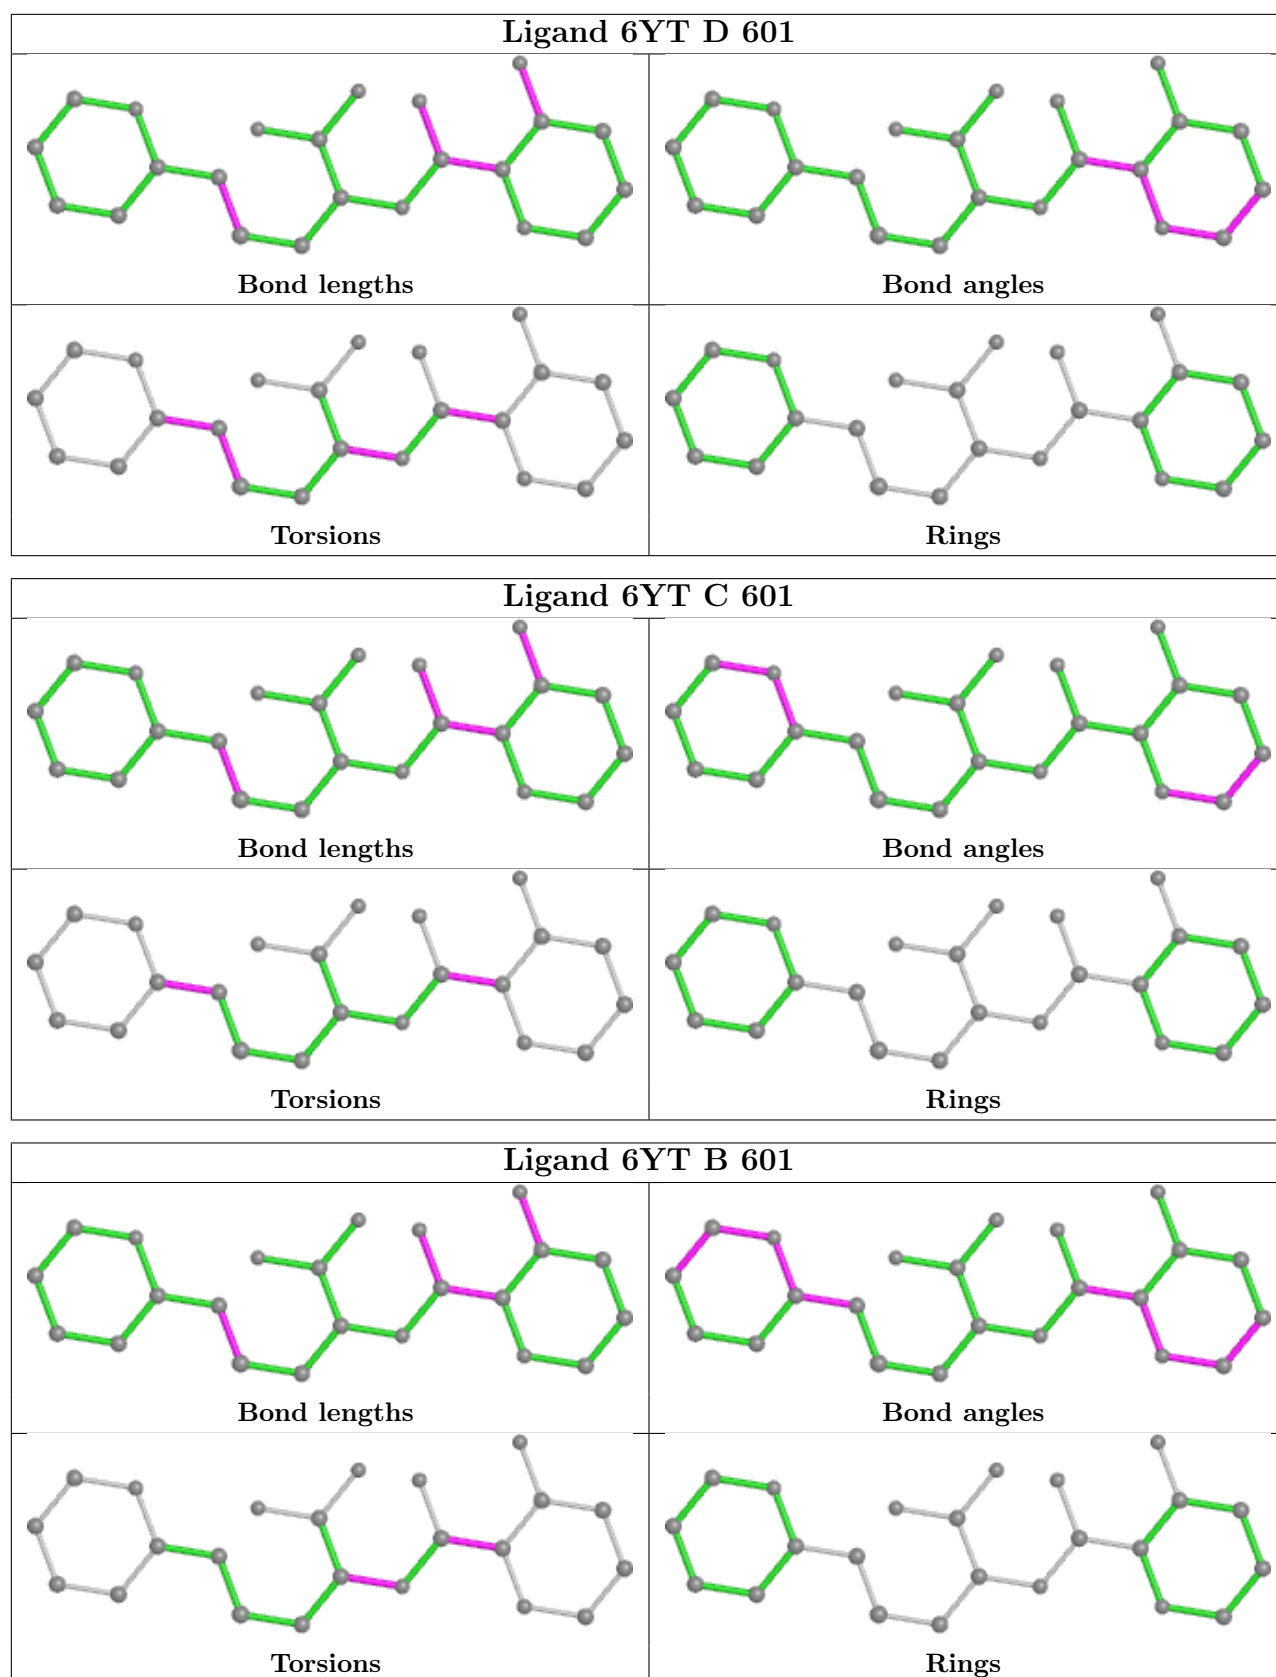 Ligand 6YT D 601
Bond lengths
Bond angles
Torsions
Rings
Ligand 6YT C 601
Bond lengths
Bond angles
Torsions
Rings
Ligand 6YT B 601
Bond lengths
Bond angles
Torsions
Rings